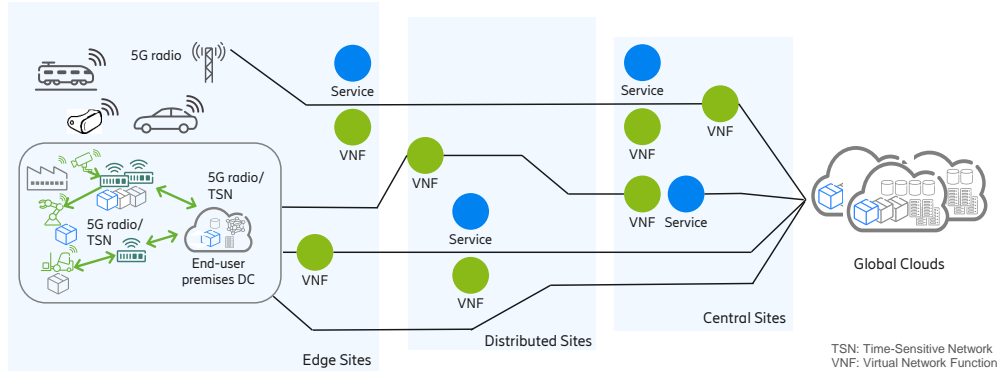 5G radio
Service
VNF
Service
VNF
VNF
VNF
5G radio/
TSN
5G radio/
TSN
End-user
premises DC
Service
VNF
Service
VNF
VNF
Global Clouds
Edge Sites
Distributed Sites
Central Sites
TSN: Time-Sensitive Network
VNF: Virtual Network Function